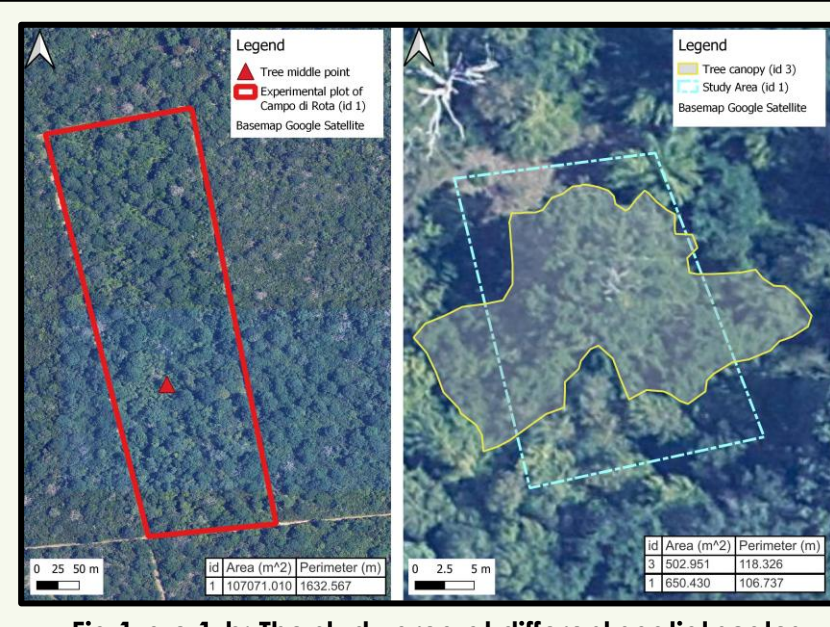 Legend
Tree middle point
Experimental plot of
Campo di Rota (id 1)
Basemap Google Satellite
0 25 50 m
id Area (m^2) Perimeter (m)
1 107071.010 1632.567
Legend
Tree canopy (id 3)
Study Area (id 1)
Basemap Google Satellite
0 2.5 5 m
id Area (m^2) Perimeter (m)
3 502.951 118.326
1 650.430 106.737